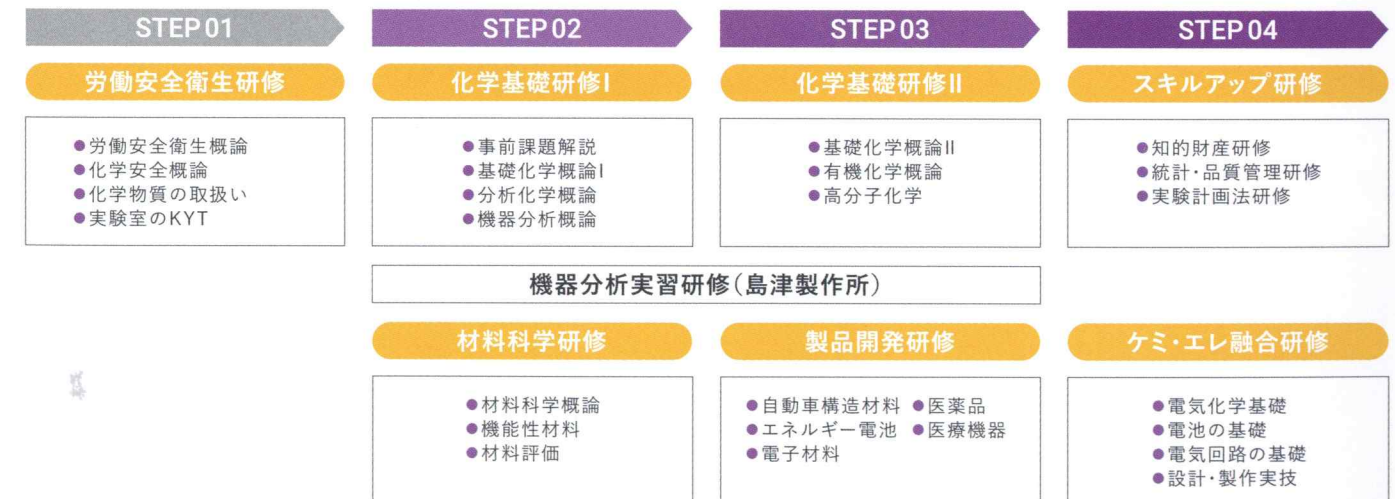 STEP 01
STEP 02
STEP 03
STEP 04
労働安全衛生研修
化学基礎研修I
化学基礎研修II
スキルアップ研修
●労働安全衛生概論
●化学安全概論
●化学物質の取扱い
●実験室のKYT
●事前課題解説
●基礎化学概論I
●分析化学概論
●機器分析概論
●基礎化学概論II
●有機化学概論
●高分子化学
●知的財産研修
●統計・品質管理研修
●実験計画法研修
機器分析実習研修(島津製作所)
材料科学研修
製品開発研修
ケミ・エレ融合研修
●材料科学概論
●機能性材料
●材料評価
●自動車構造材料 ●医薬品
●エネルギー電池 ●医療機器
●電子材料
●電気化学基礎
●電池の基礎
●電気回路の基礎
●設計・製作実技